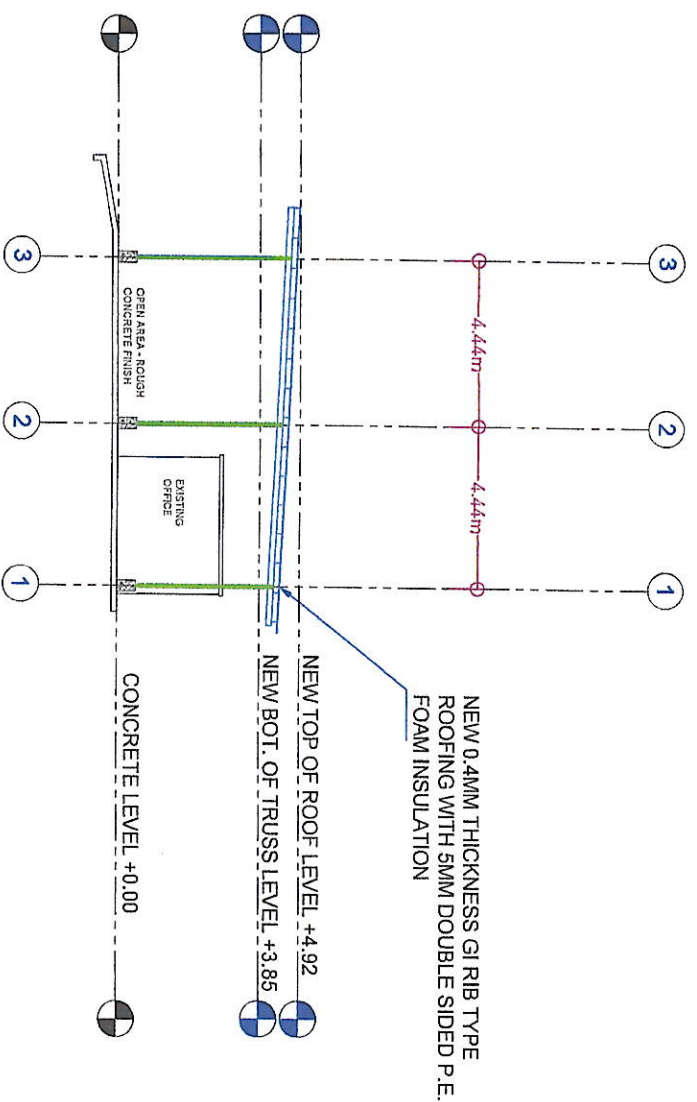 3
2
1
4.44m
4.44m
NEW 0.4MM THICKNESS GI RIB TYPE
ROOFING WITH 5MM DOUBLE SIDED P.E.
FOAM INSULATION
NEW TOP OF ROOF LEVEL +4.92
NEW BOT. OF TRUSS LEVEL +3.85
EXISTING
OFFICE
OPEN AREA - ROUGH
CONCRETE FINISH
CONCRETE LEVEL +0.00
3
2
1